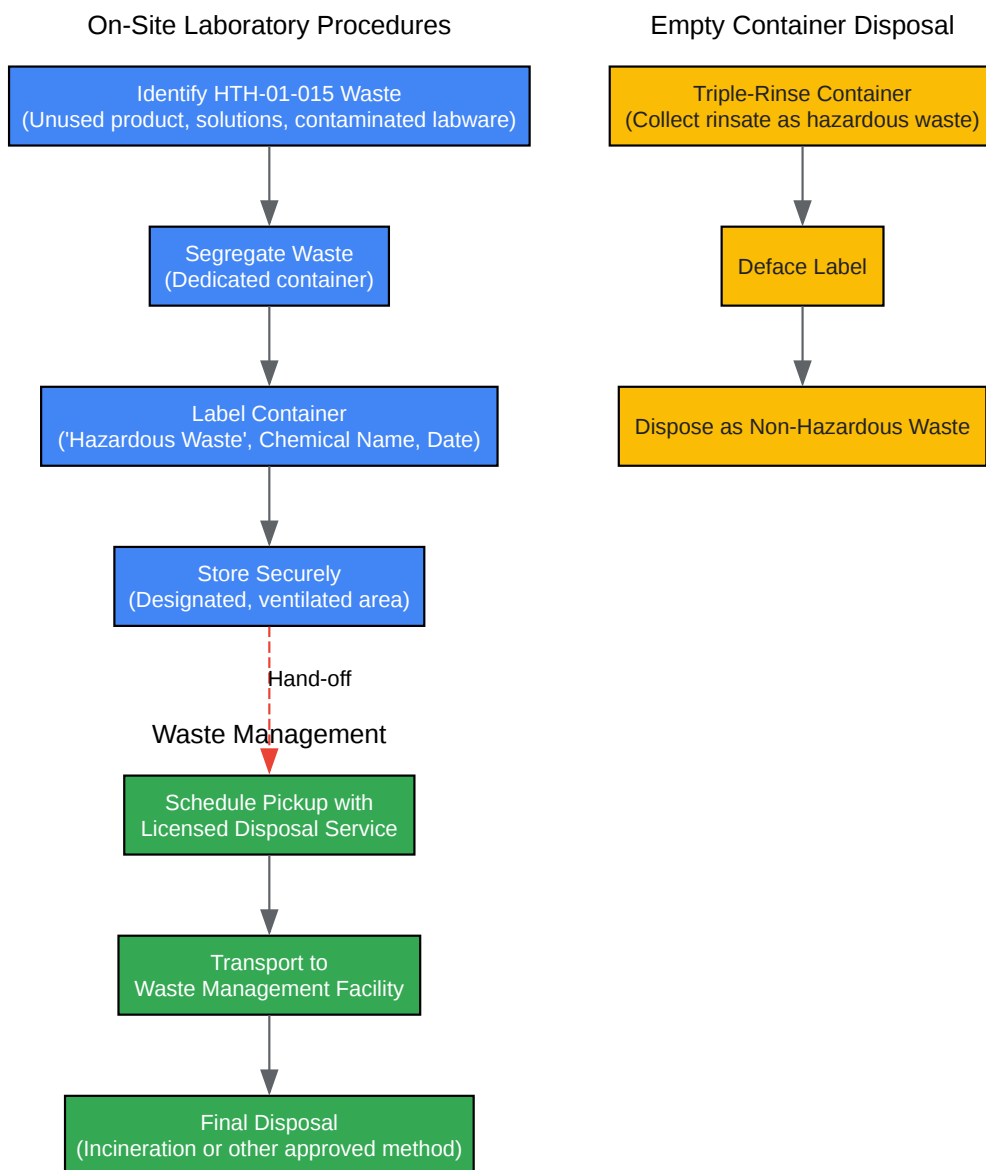 On-Site Laboratory Procedures
Identify HTH-01-015 Waste
(Unused product, solutions, contaminated labware)
Segregate Waste
(Dedicated container)
Label Container
('Hazardous Waste', Chemical Name, Date)
Store Securely
(Designated, ventilated area)
Hand-off
Waste Management
Schedule Pickup with
Licensed Disposal Service
Transport to
Waste Management Facility
Final Disposal
(Incineration or other approved method)
Empty Container Disposal
Triple-Rinse Container
(Collect rinsate as hazardous waste)
Deface Label
Dispose as Non-Hazardous Waste